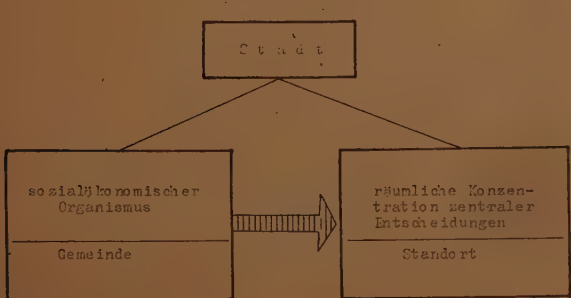 Stadt
sozialökonomischer
Organismus
Gemeinde
räumliche Konzen-
tration zentraler
Entscheidungen
Standort